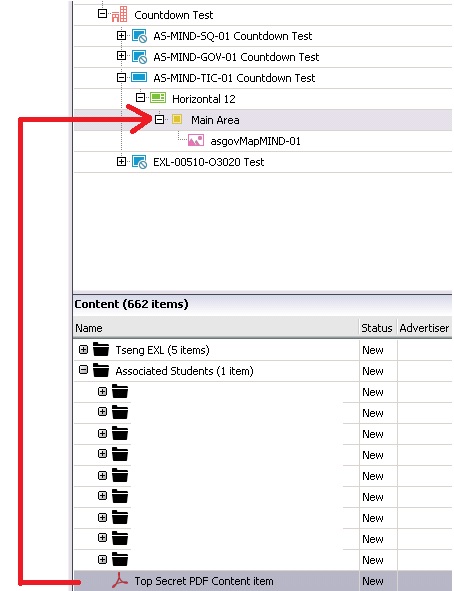 Countdown Test
AS-MIND-SQ-01 Countdown Test
AS-MIND-GOV-01 Countdown Test
AS-MIND-TIC-01 Countdown Test
Horizontal 12
Main Area
asgovMapMIND-01
EXL-00510-O3020 Test
Content (662 items)
Name Status Advertiser
Tseng EXL (5 items) New
Associated Students (1 item) New
New
New
New
New
New
New
New
New
New
Top Secret PDF Content item New